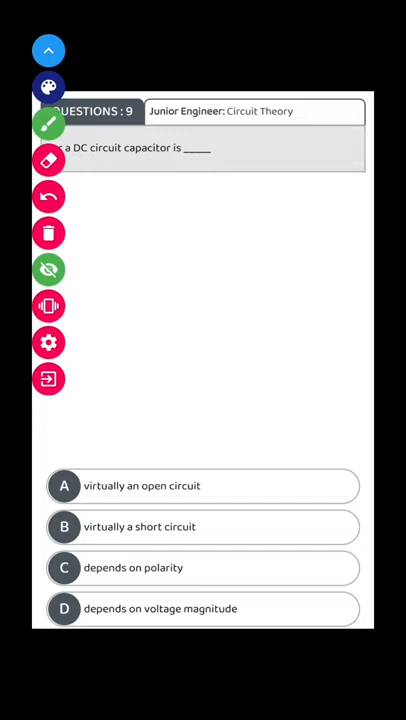 QUESTIONS : 9
Junior Engineer: Circuit Theory
a DC circuit capacitor is _____
A virtually an open circuit
B virtually a short circuit
C depends on polarity
D depends on voltage magnitude